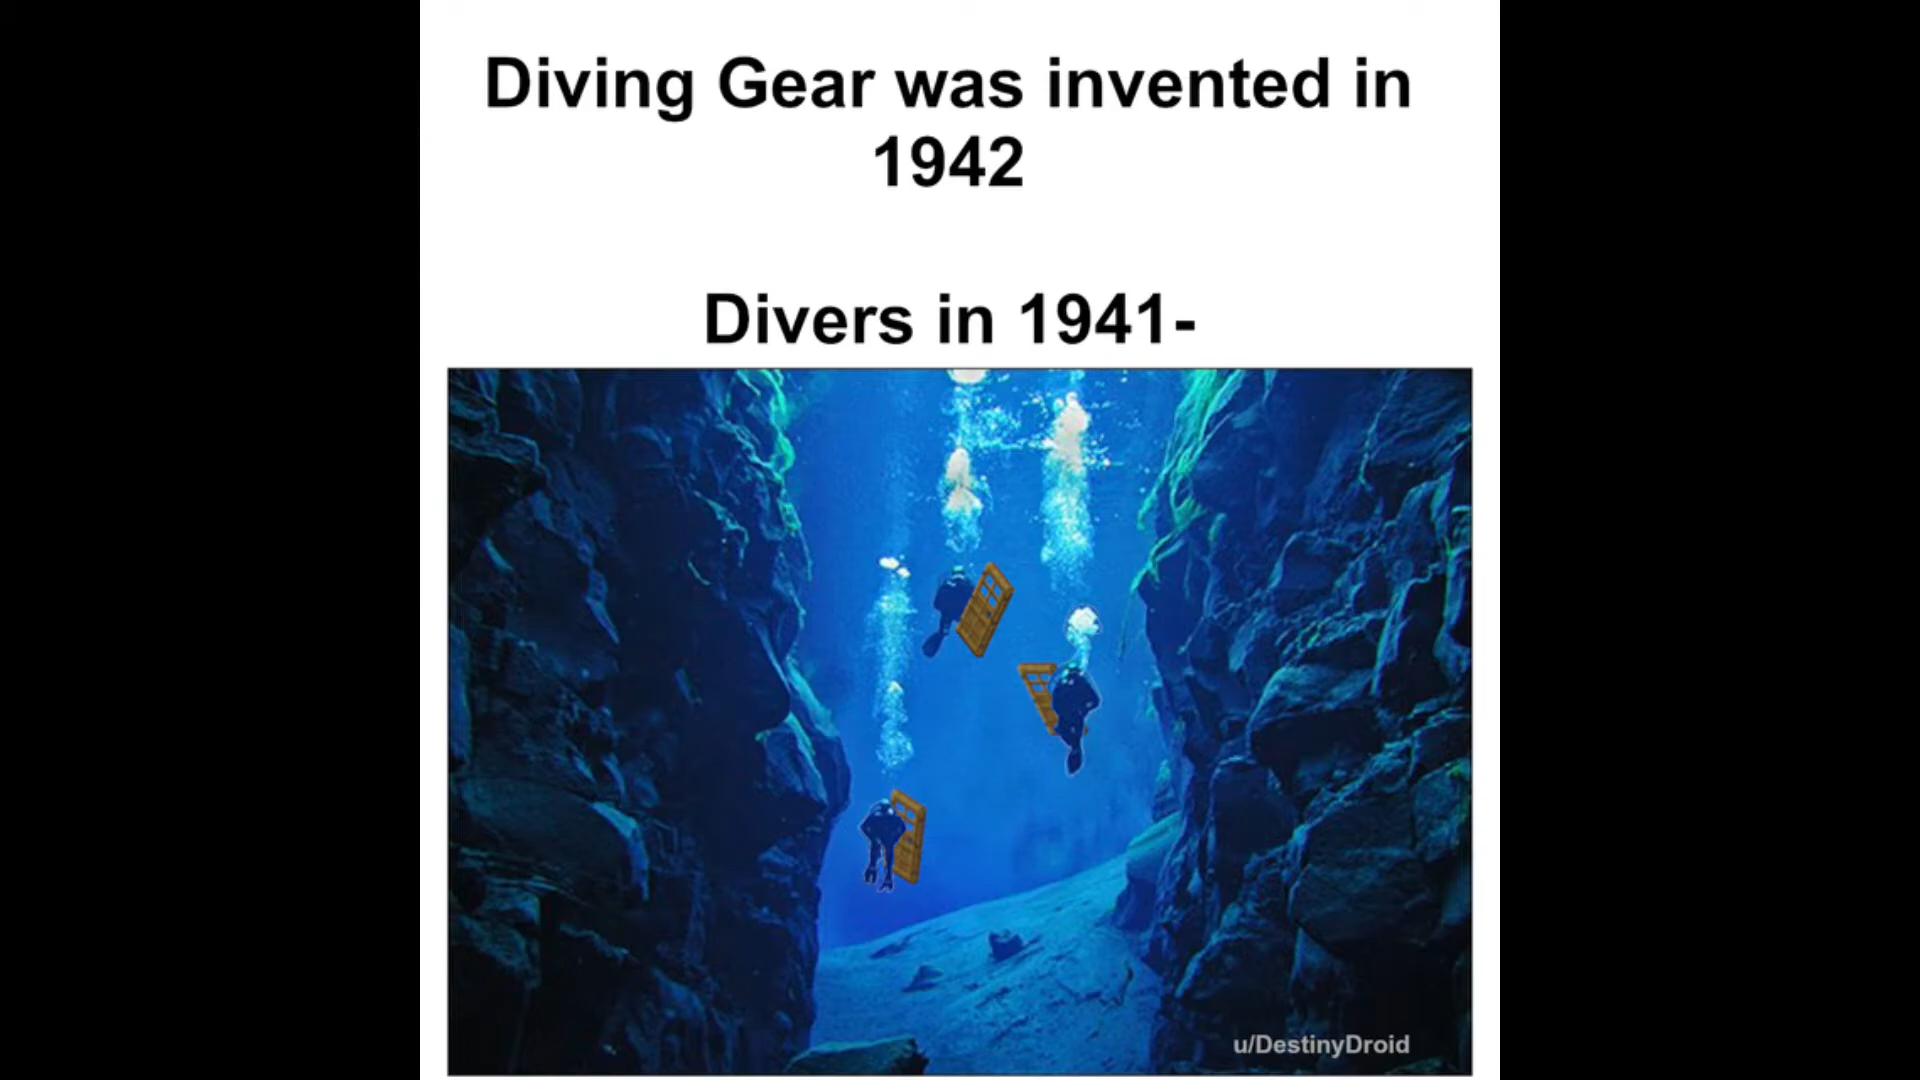 Diving Gear was invented in
1942
Divers in 1941-
u/DestinyDroid